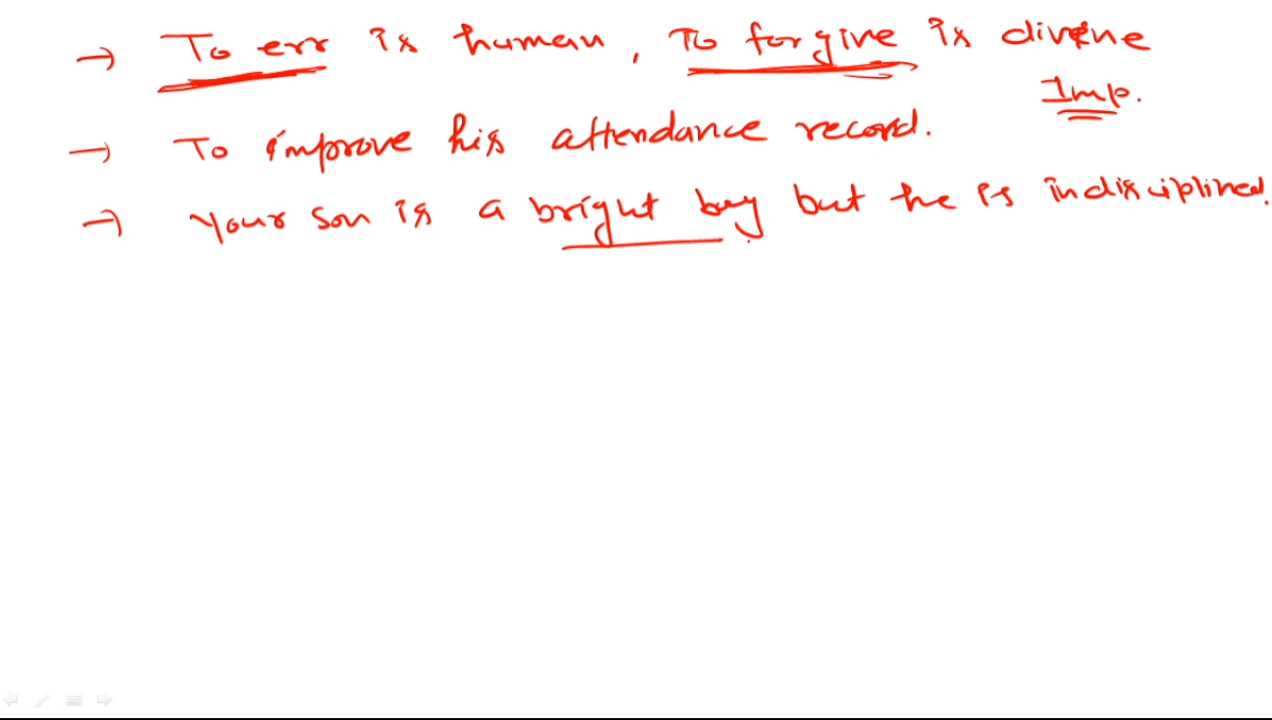 → To err is human, To forgive is divine
Imp.
→ To improve his attendance record.
→ Your son is a bright boy but he is indisciplined.